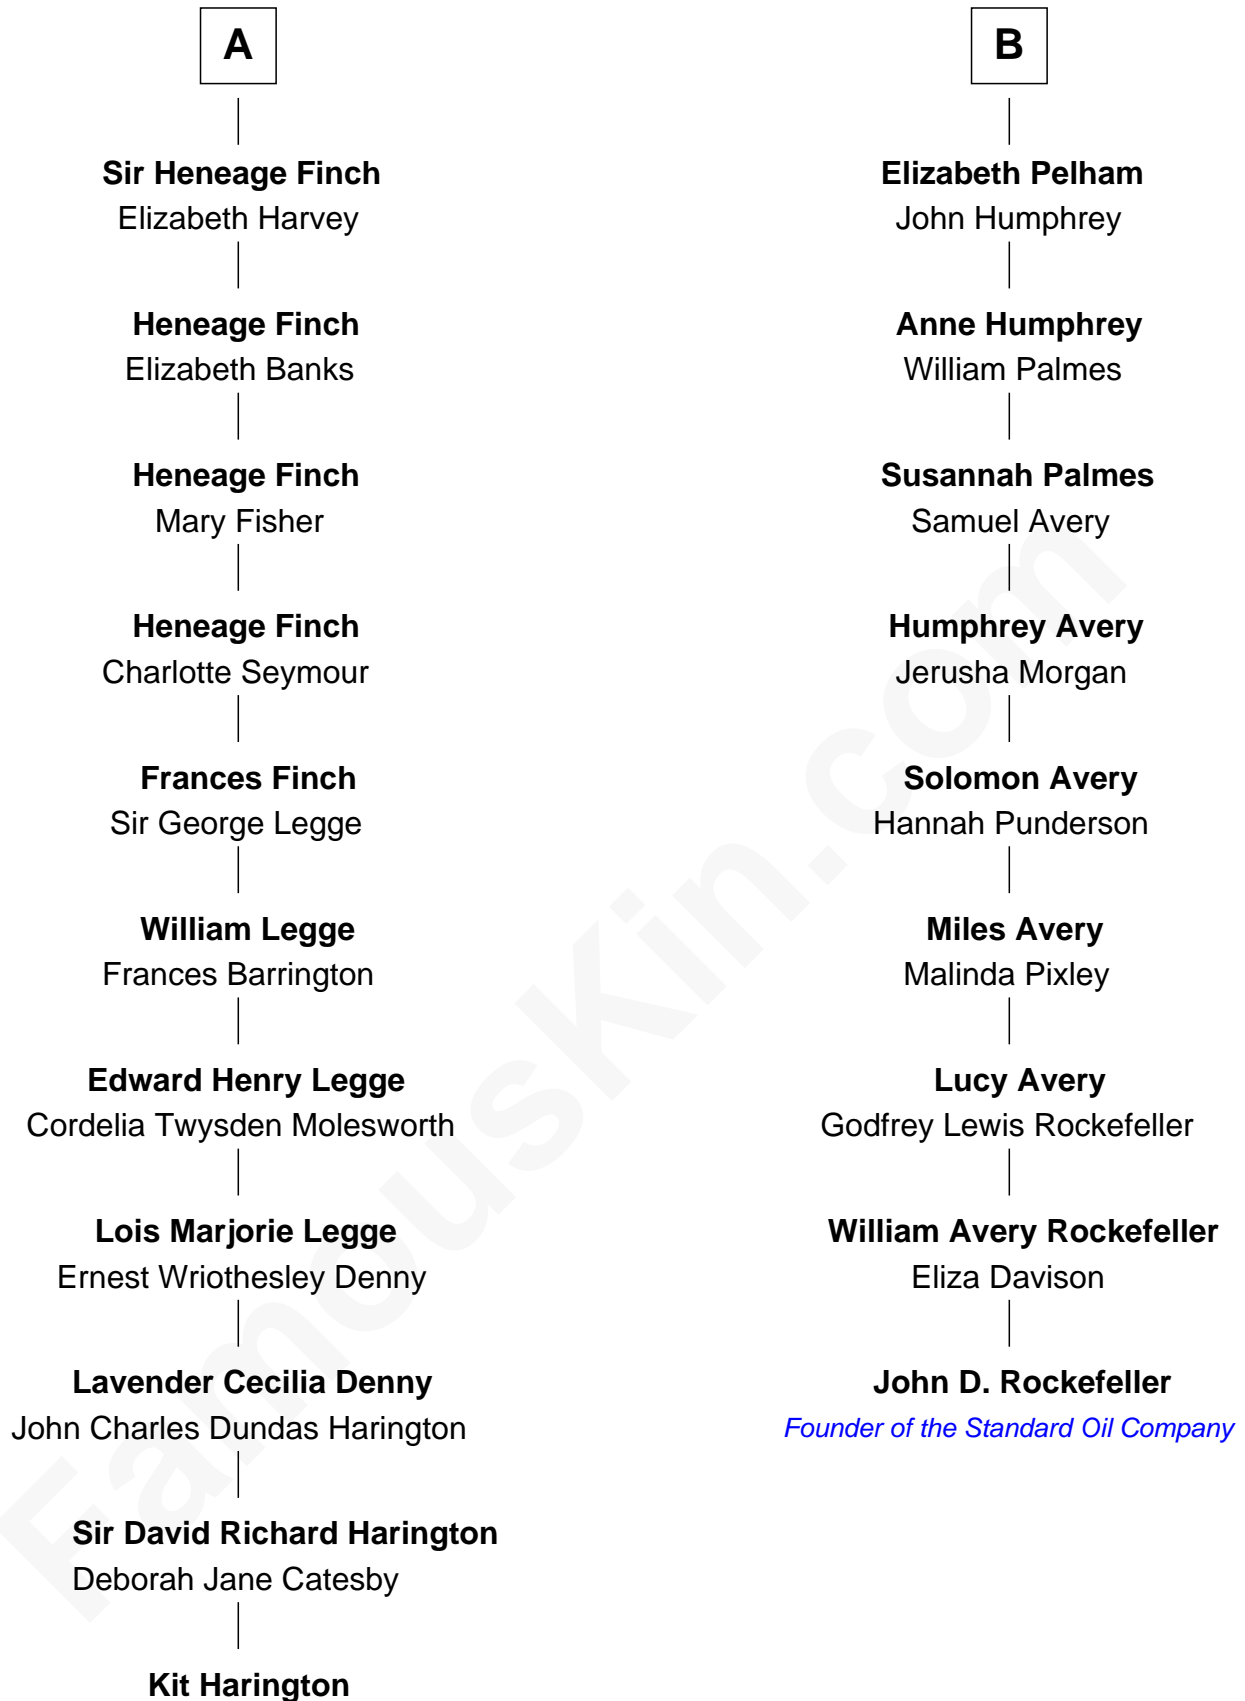 A
Sir Heneage Finch
Elizabeth Harvey
Heneage Finch
Elizabeth Banks
Heneage Finch
Mary Fisher
Heneage Finch
Charlotte Seymour
Frances Finch
Sir George Legge
William Legge
Frances Barrington
Edward Henry Legge
Cordelia Twysden Molesworth
Lois Marjorie Legge
Ernest Wriothesley Denny
Lavender Cecilia Denny
John Charles Dundas Harington
Sir David Richard Harington
Deborah Jane Catesby
Kit Harington
B
Elizabeth Pelham
John Humphrey
Anne Humphrey
William Palmes
Susannah Palmes
Samuel Avery
Humphrey Avery
Jerusha Morgan
Solomon Avery
Hannah Punderson
Miles Avery
Malinda Pixley
Lucy Avery
Godfrey Lewis Rockefeller
William Avery Rockefeller
Eliza Davison
John D. Rockefeller
Founder of the Standard Oil Company
FamousKin.com